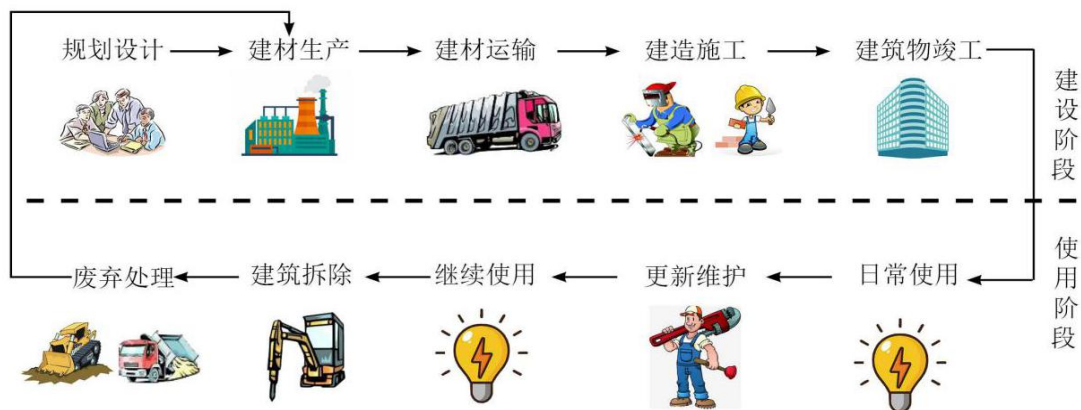 规划设计
建材生产
建材运输
建造施工
建筑物竣工
建设阶段
废弃处理
建筑拆除
继续使用
更新维护
日常使用
使用阶段